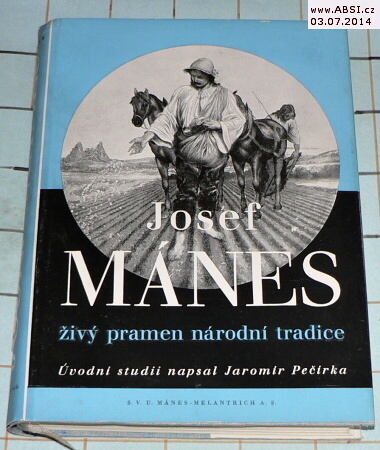 www.ABSI.cz
03.07.2014
Josef
MÁNES
živý pramen národní tradice
Úvodní studii napsal Jaromír Pečírka
S. V. U. MÁNES-MELANTRICH A. S.